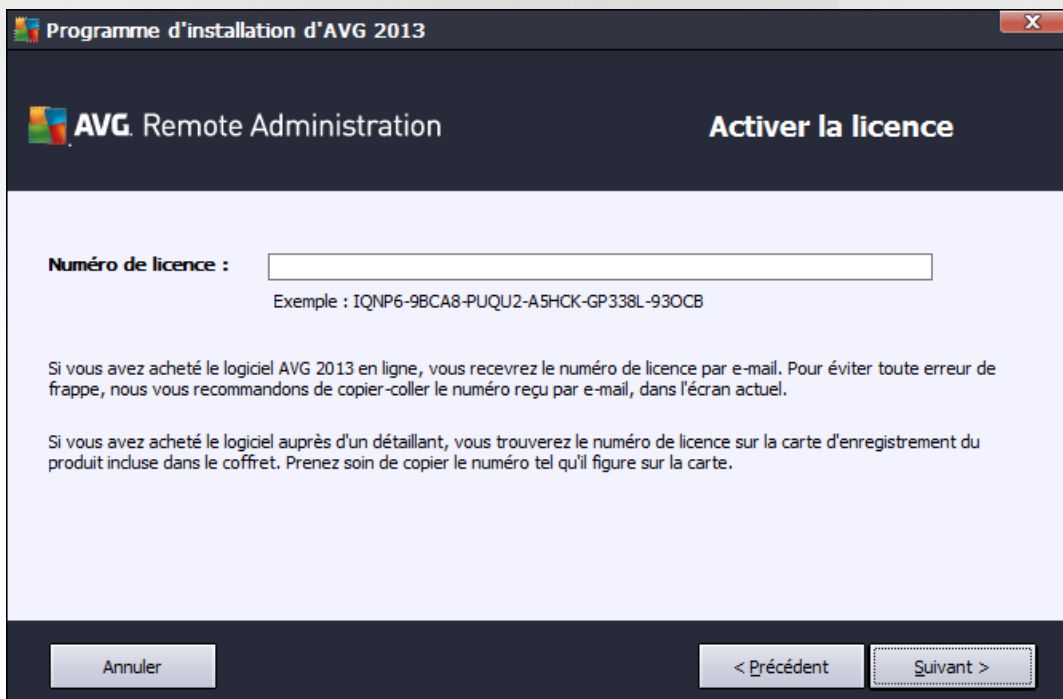 Programme d'installation d'AVG 2013
AVG. Remote Administration
Activer la licence
Numéro de licence :
Exemple : IQNP6-9BCA8-PUQU2-A5HCK-GP338L-93OCB
Si vous avez acheté le logiciel AVG 2013 en ligne, vous recevrez le numéro de licence par e-mail. Pour éviter toute erreur de
frappe, nous vous recommandons de copier-coller le numéro reçu par e-mail, dans l'écran actuel.
Si vous avez acheté le logiciel auprès d'un détaillant, vous trouverez le numéro de licence sur la carte d'enregistrement du
produit incluse dans le coffret. Prenez soin de copier le numéro tel qu'il figure sur la carte.
Annuler
< Précédent
Suivant >